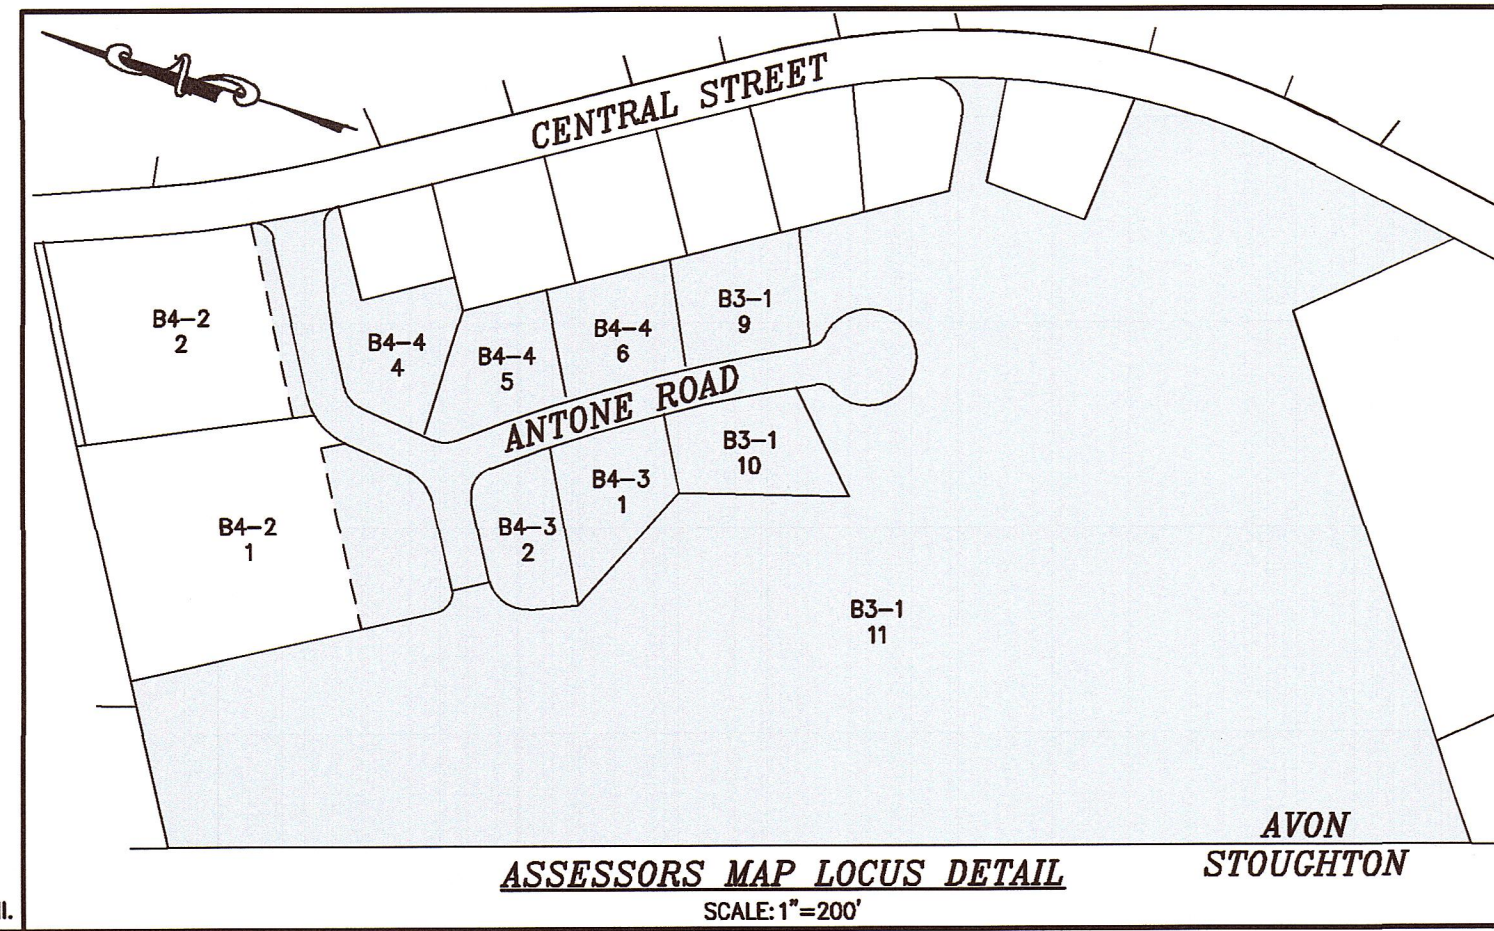 CENTRAL STREET
B4-2
2
B4-4
4
B4-4
5
B4-4
6
B3-1
9
ANTONE ROAD
B4-2
1
B4-3
2
B4-3
1
B3-1
10
B3-1
11
AVON
STOUGHTON
ASSESSORS MAP LOCUS DETAIL
SCALE: 1"=200'